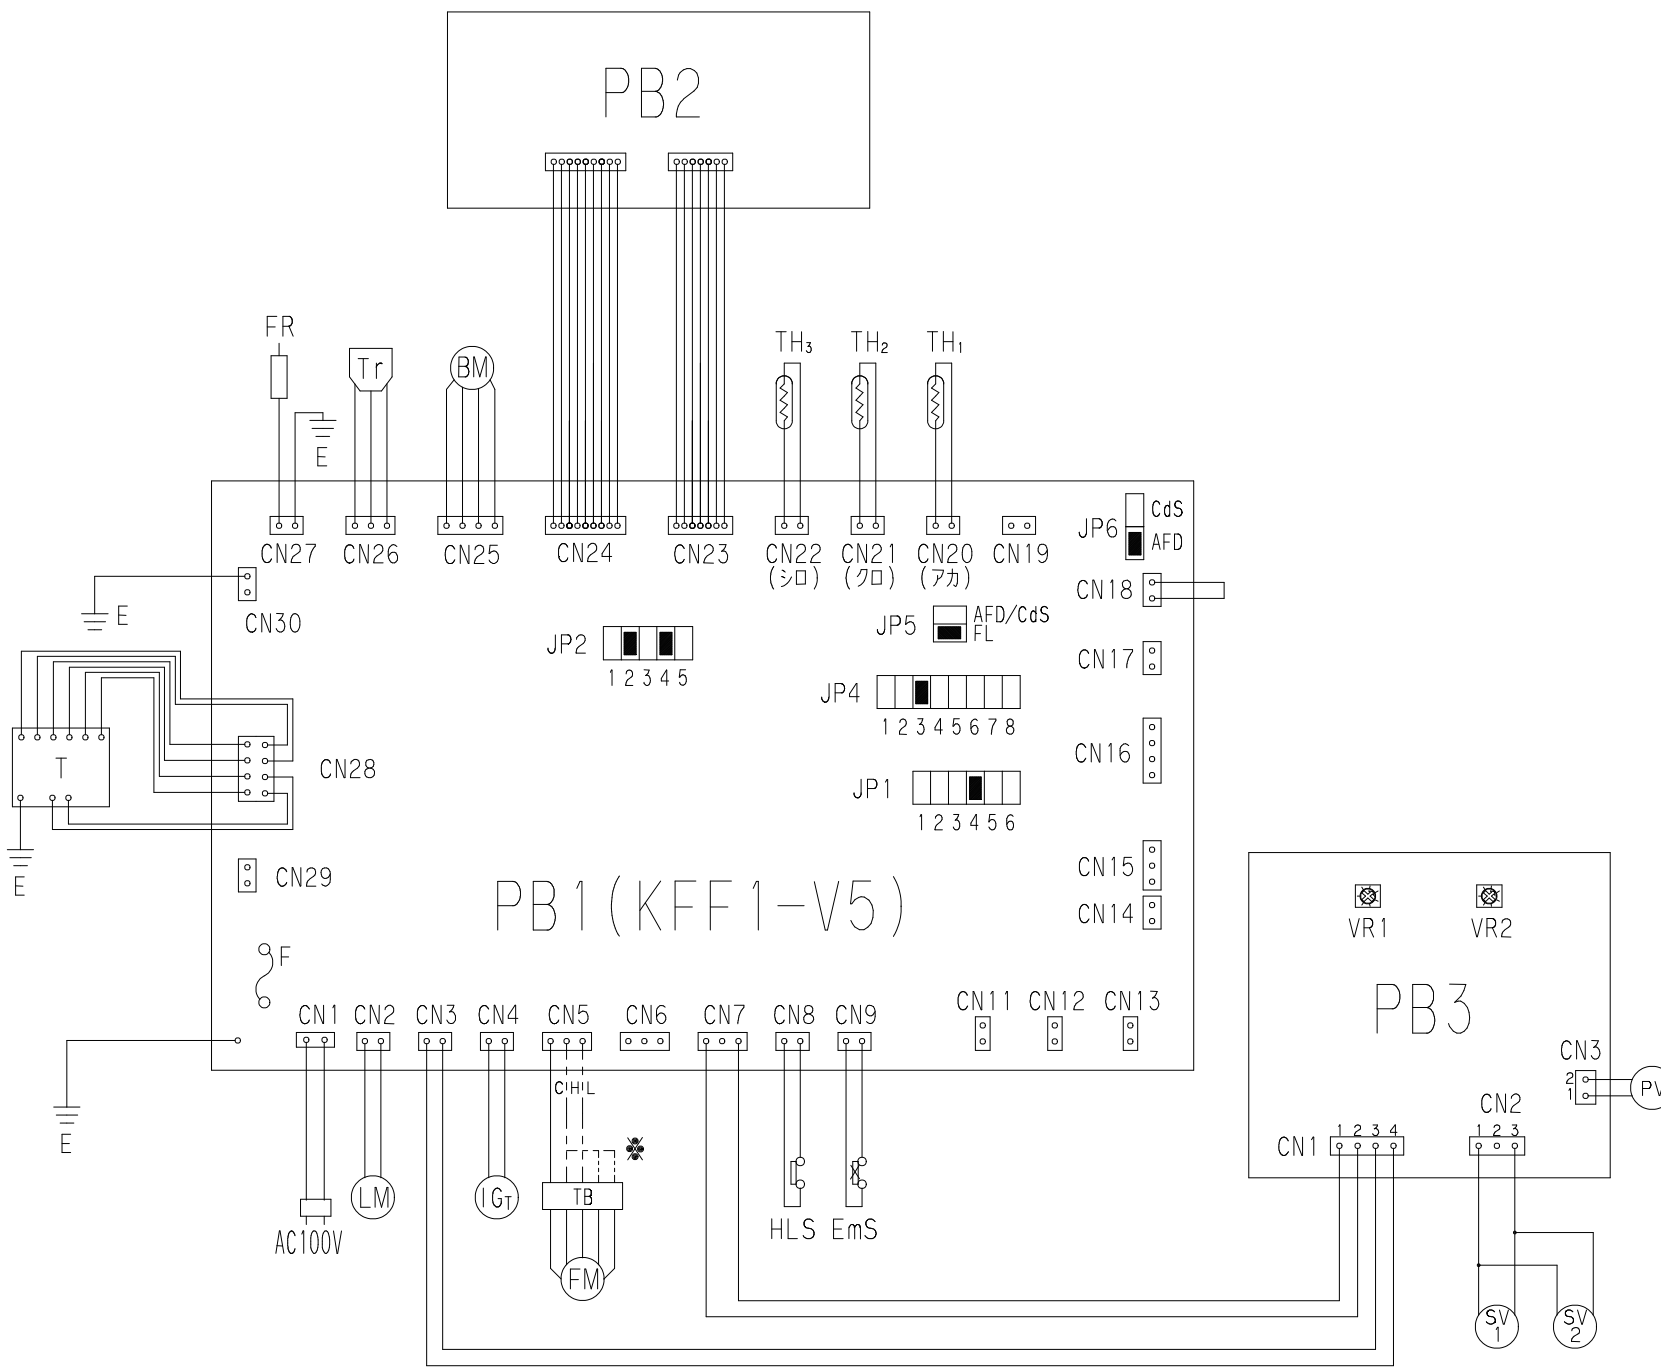 PB2
FR
Tr
BM
TH3
TH2
TH1
E
CN27
CN26
CN25
CN24
CN23
CN22
(シロ)
CN21
(クロ)
CN20
(アカ)
CN19
JP6
CdS
AFD
CN30
E
CN18
JP2
1 2 3 4 5
JP5
AFD/CdS
FL
CN17
JP4
1 2 3 4 5 6 7 8
T
CN28
CN16
JP1
1 2 3 4 5 6
E
CN29
CN15
CN14
PB1(KFF1-V5)
F
VR1
VR2
PB3
CN1
CN2
CN3
CN4
CN5
CN6
CN7
CN8
CN9
CN11
CN12
CN13
CN3
2
1
PV
C H L
E
CN1
1 2 3 4
CN2
1 2 3
※
LM
IGT
TB
AC100V
HLS
EmS
FM
SV
1
SV
2